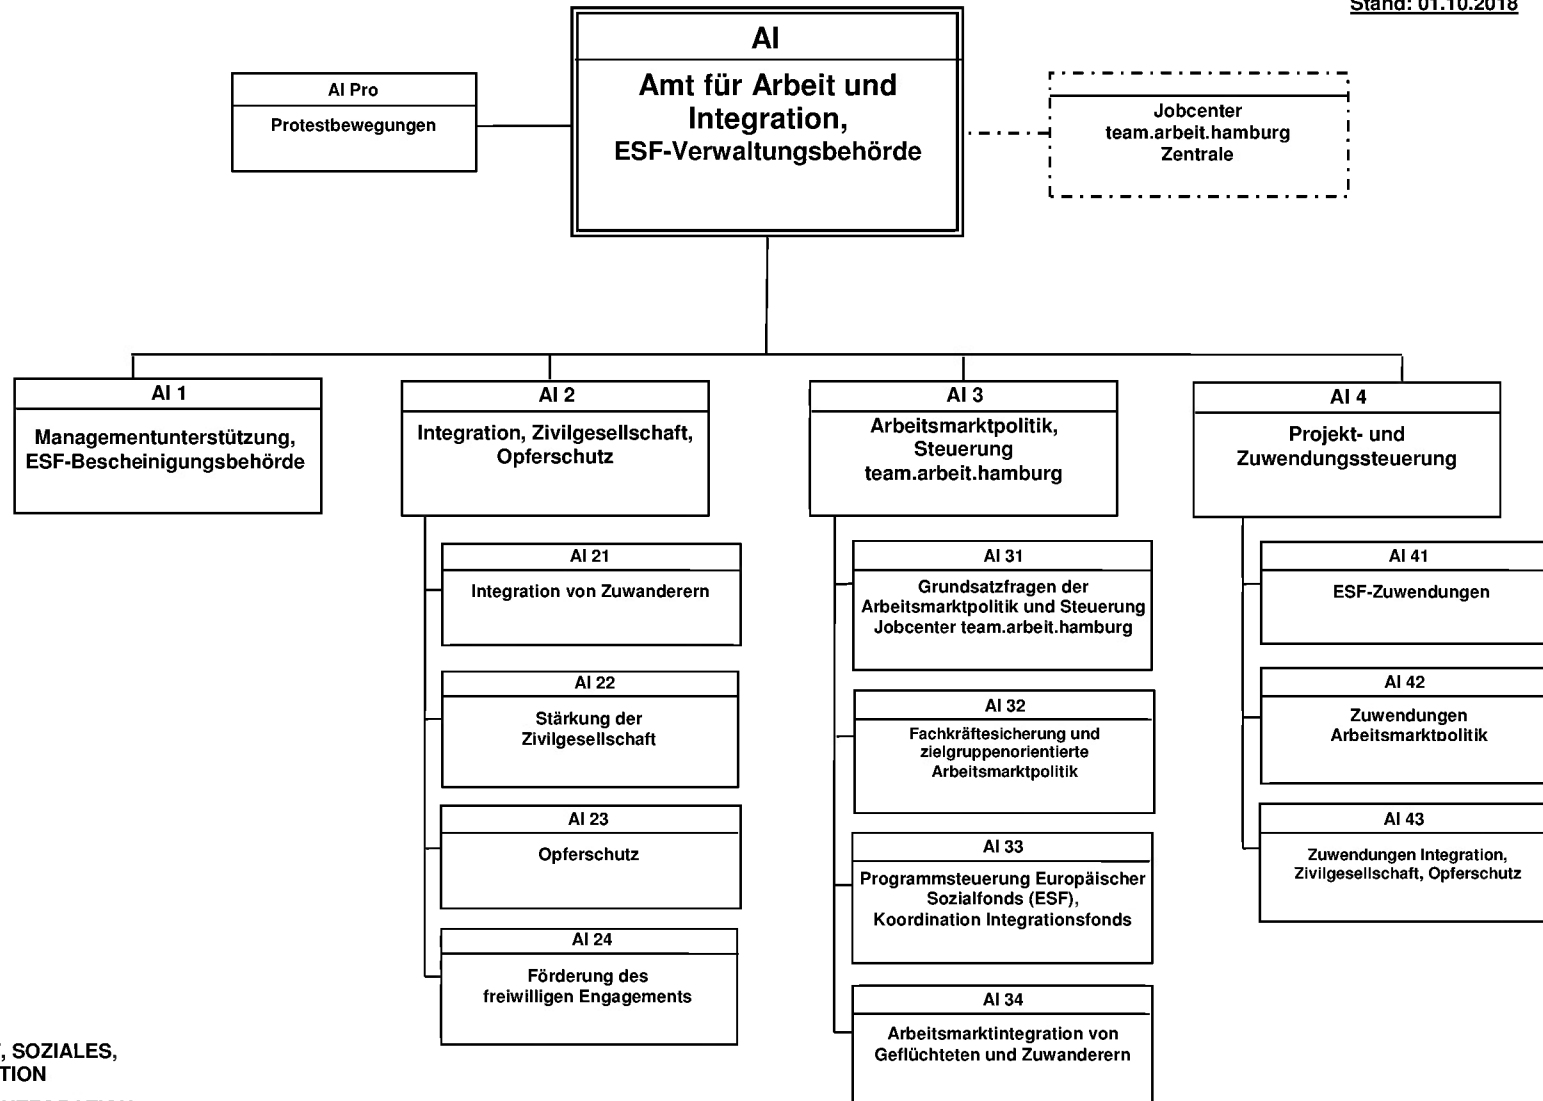 Stand: 01.10.2018
AI
Amt für Arbeit und
Integration,
ESF-Verwaltungsbehörde
AI Pro
Protestbewegungen
Jobcenter
team.arbeit.hamburg
Zentrale
AI 1
Managementunterstützung,
ESF-Bescheinigungsbehörde
AI 2
Integration, Zivilgesellschaft,
Opferschutz
AI 21
Integration von Zuwanderern
AI 22
Stärkung der
Zivilgesellschaft
AI 23
Opferschutz
AI 24
Förderung des
freiwilligen Engagements
AI 3
Arbeitsmarktpolitik,
Steuerung
team.arbeit.hamburg
AI 31
Grundsatzfragen der
Arbeitsmarktpolitik und Steuerung
Jobcenter team.arbeit.hamburg
AI 32
Fachkräftesicherung und
zielgruppenorientierte
Arbeitsmarktpolitik
AI 33
Programmsteuerung Europäischer
Sozialfonds (ESF),
Koordination Integrationsfonds
AI 34
Arbeitsmarktintegration von
Geflüchteten und Zuwanderern
AI 4
Projekt- und
Zuwendungssteuerung
AI 41
ESF-Zuwendungen
AI 42
Zuwendungen
Arbeitsmarktpolitik
AI 43
Zuwendungen Integration,
Zivilgesellschaft, Opferschutz
, SOZIALES,
TION